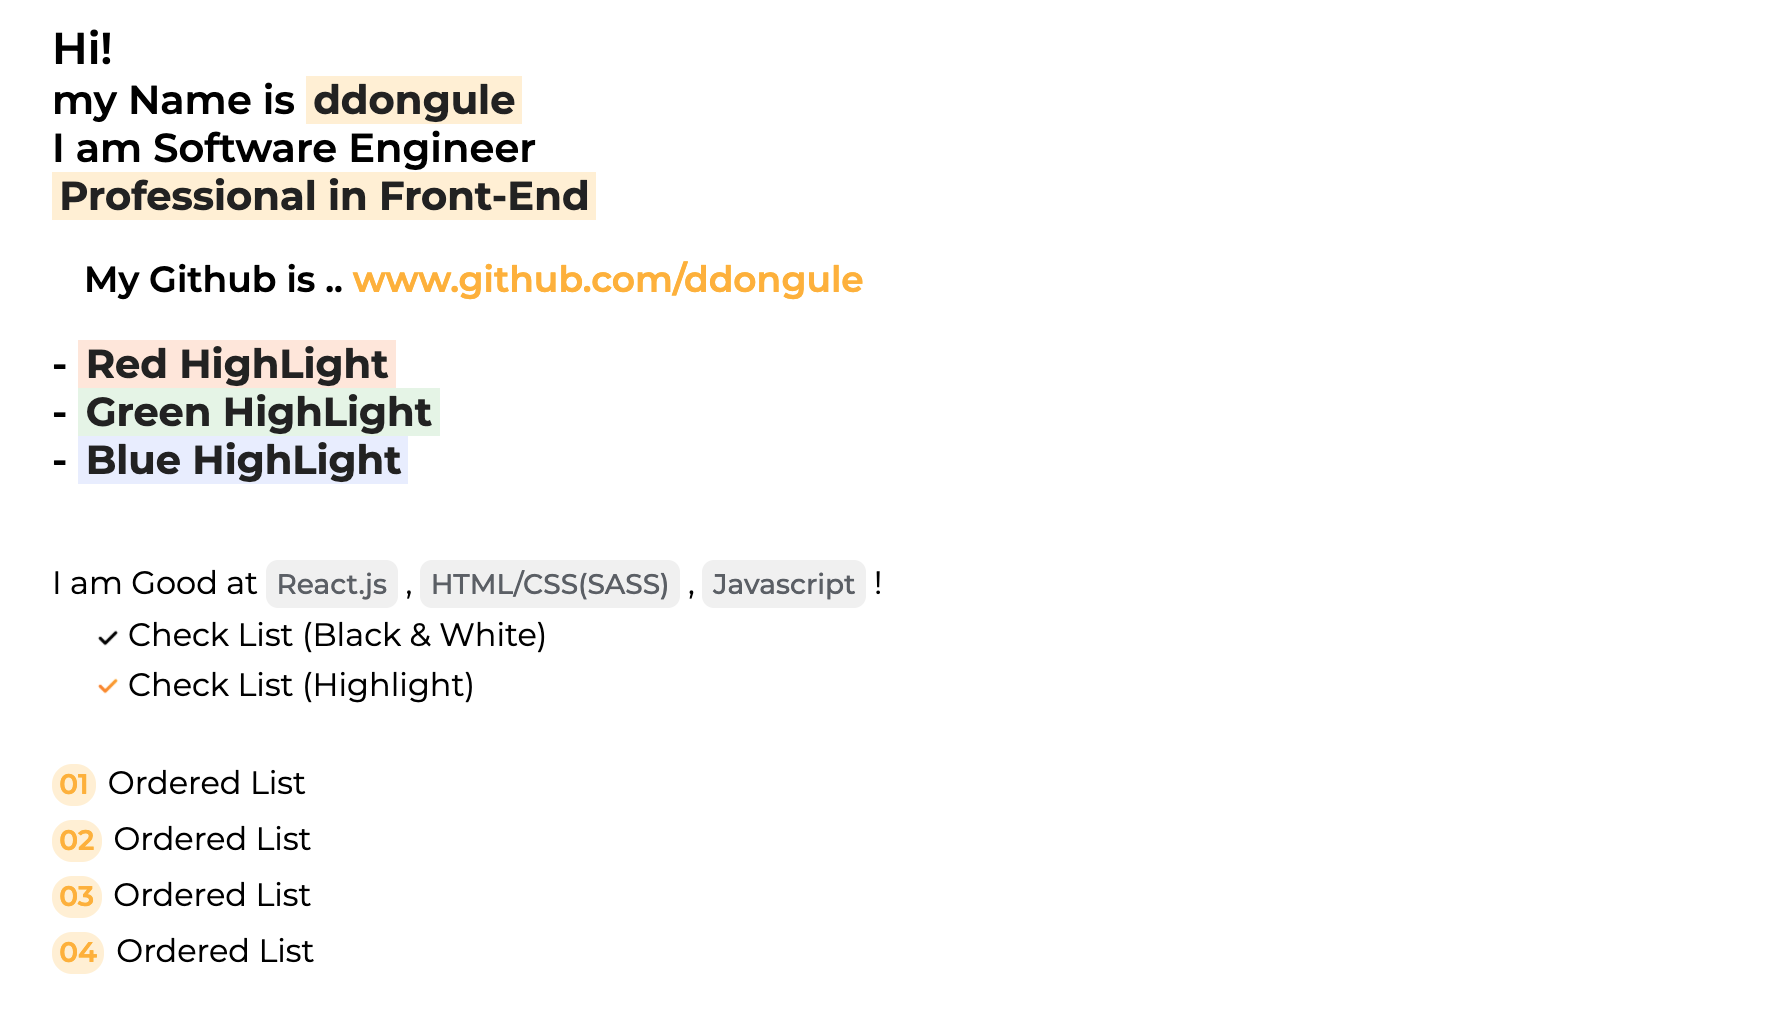 Hi!
my Name is ddongule
I am Software Engineer
Professional in Front-End
My Github is .. www.github.com/ddongule
- Red HighLight
- Green HighLight
- Blue HighLight
I am Good at React.js , HTML/CSS(SASS) , Javascript !
✓ Check List (Black & White)
✓ Check List (Highlight)
01 Ordered List
02 Ordered List
03 Ordered List
04 Ordered List